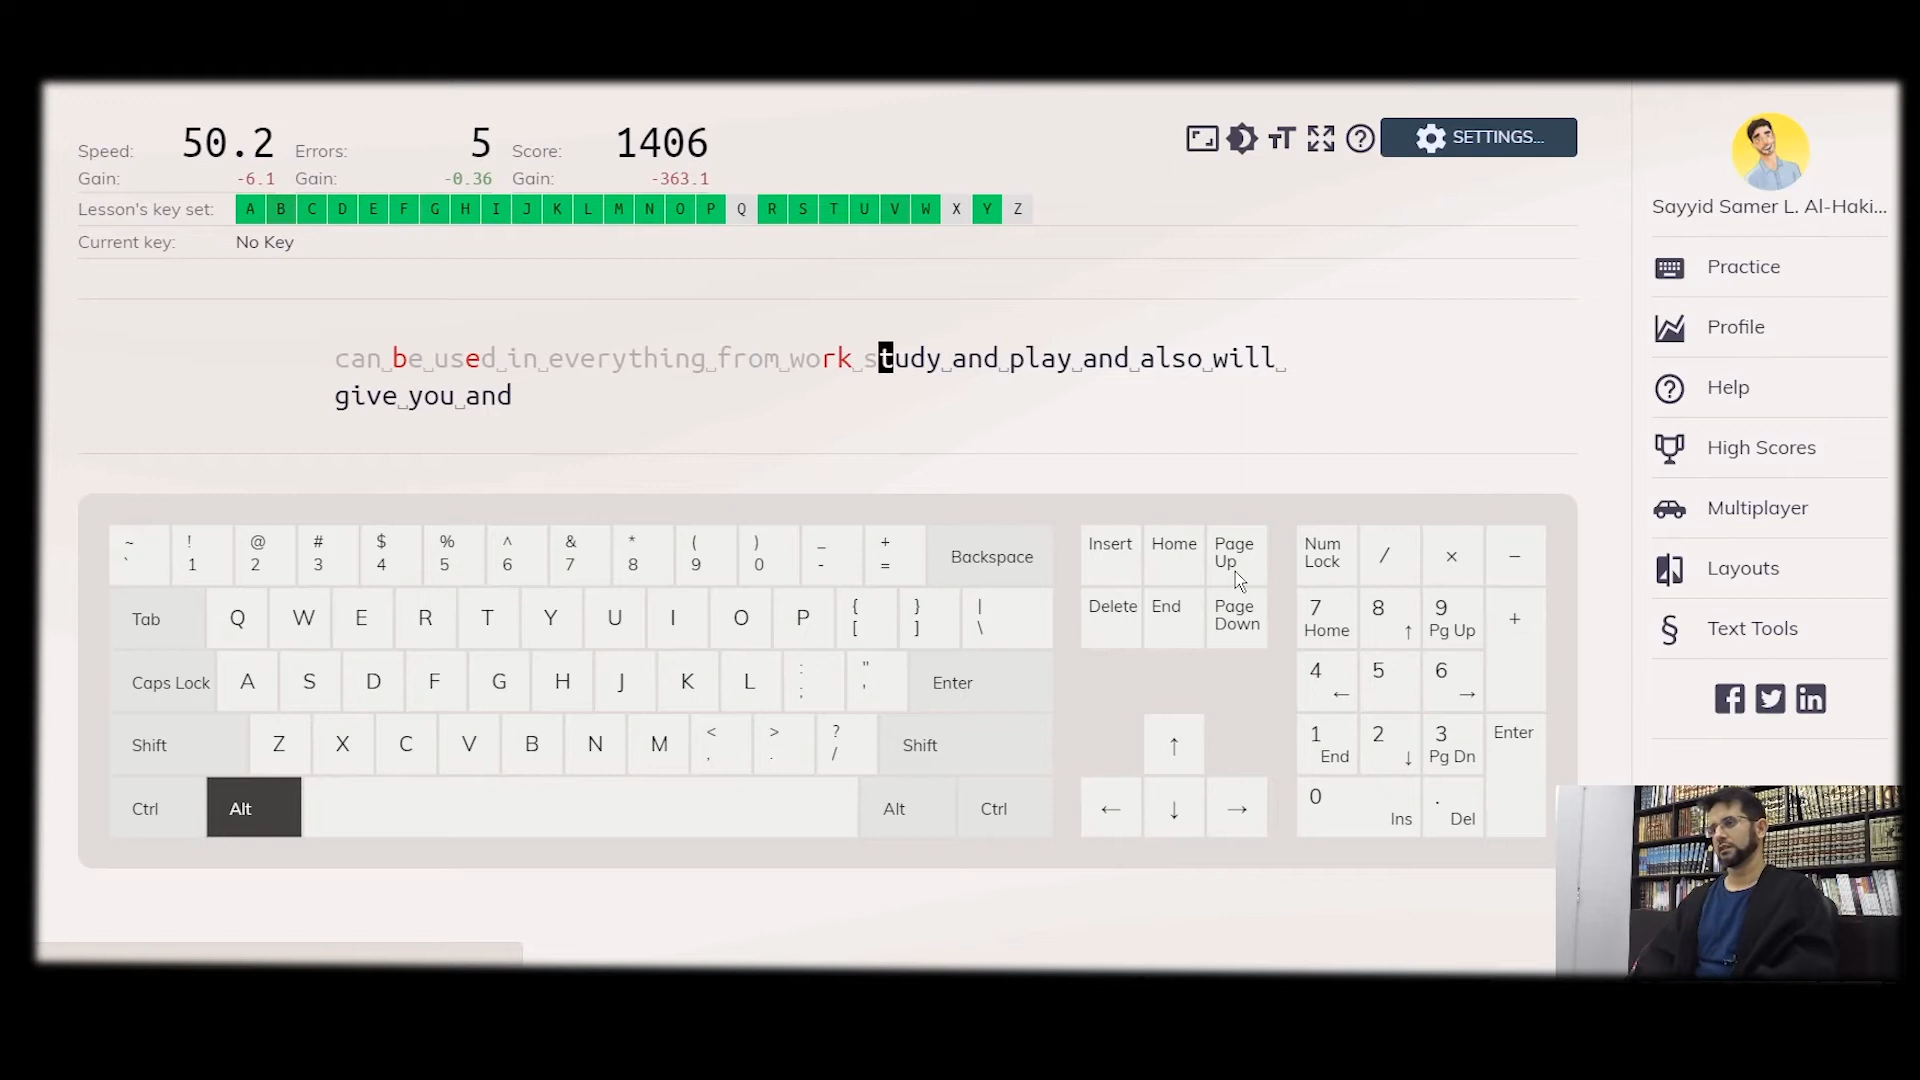 Speed: 50.2 Errors: 5 Score: 1406
Gain: -6.1 Gain: -0.36 Gain: -363.1
SETTINGS...
Lesson's key set: A B C D E F G H I J K L M N O P Q R S T U V W X Y Z
Current key: No Key
can be used in everything from work study and play and also will
give you and
~ ` ! 1 @ 2 # 3 $ 4 % 5 ^ 6 & 7 * 8 ( 9 ) 0 _ - + = Backspace
Tab Q W E R T Y U I O P { [ } ] | \
Caps Lock A S D F G H J K L : ; " ' Enter
Shift Z X C V B N M < , > . ? / Shift
Ctrl Alt Alt Ctrl
Insert Home Page Up
Delete End Page Down
↑
← ↓ →
Num Lock / × −
7 Home 8 ↑ 9 Pg Up +
4 ← 5 6 →
1 End 2 ↓ 3 Pg Dn Enter
0 Ins . Del
Sayyid Samer L. Al-Haki...
Practice
Profile
Help
High Scores
Multiplayer
Layouts
§ Text Tools